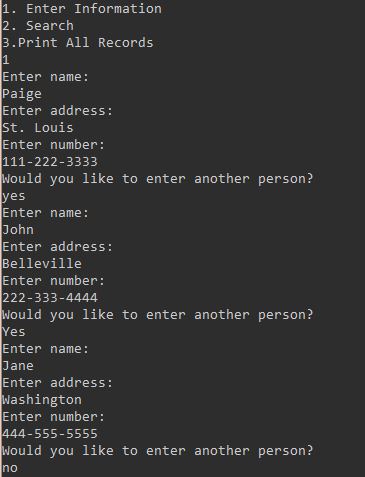 1. Enter Information
2. Search
3.Print All Records
1
Enter name:
Paige
Enter address:
St. Louis
Enter number:
111-222-3333
Would you like to enter another person?
yes
Enter name:
John
Enter address:
Belleville
Enter number:
222-333-4444
Would you like to enter another person?
Yes
Enter name:
Jane
Enter address:
Washington
Enter number:
444-555-5555
Would you like to enter another person?
no